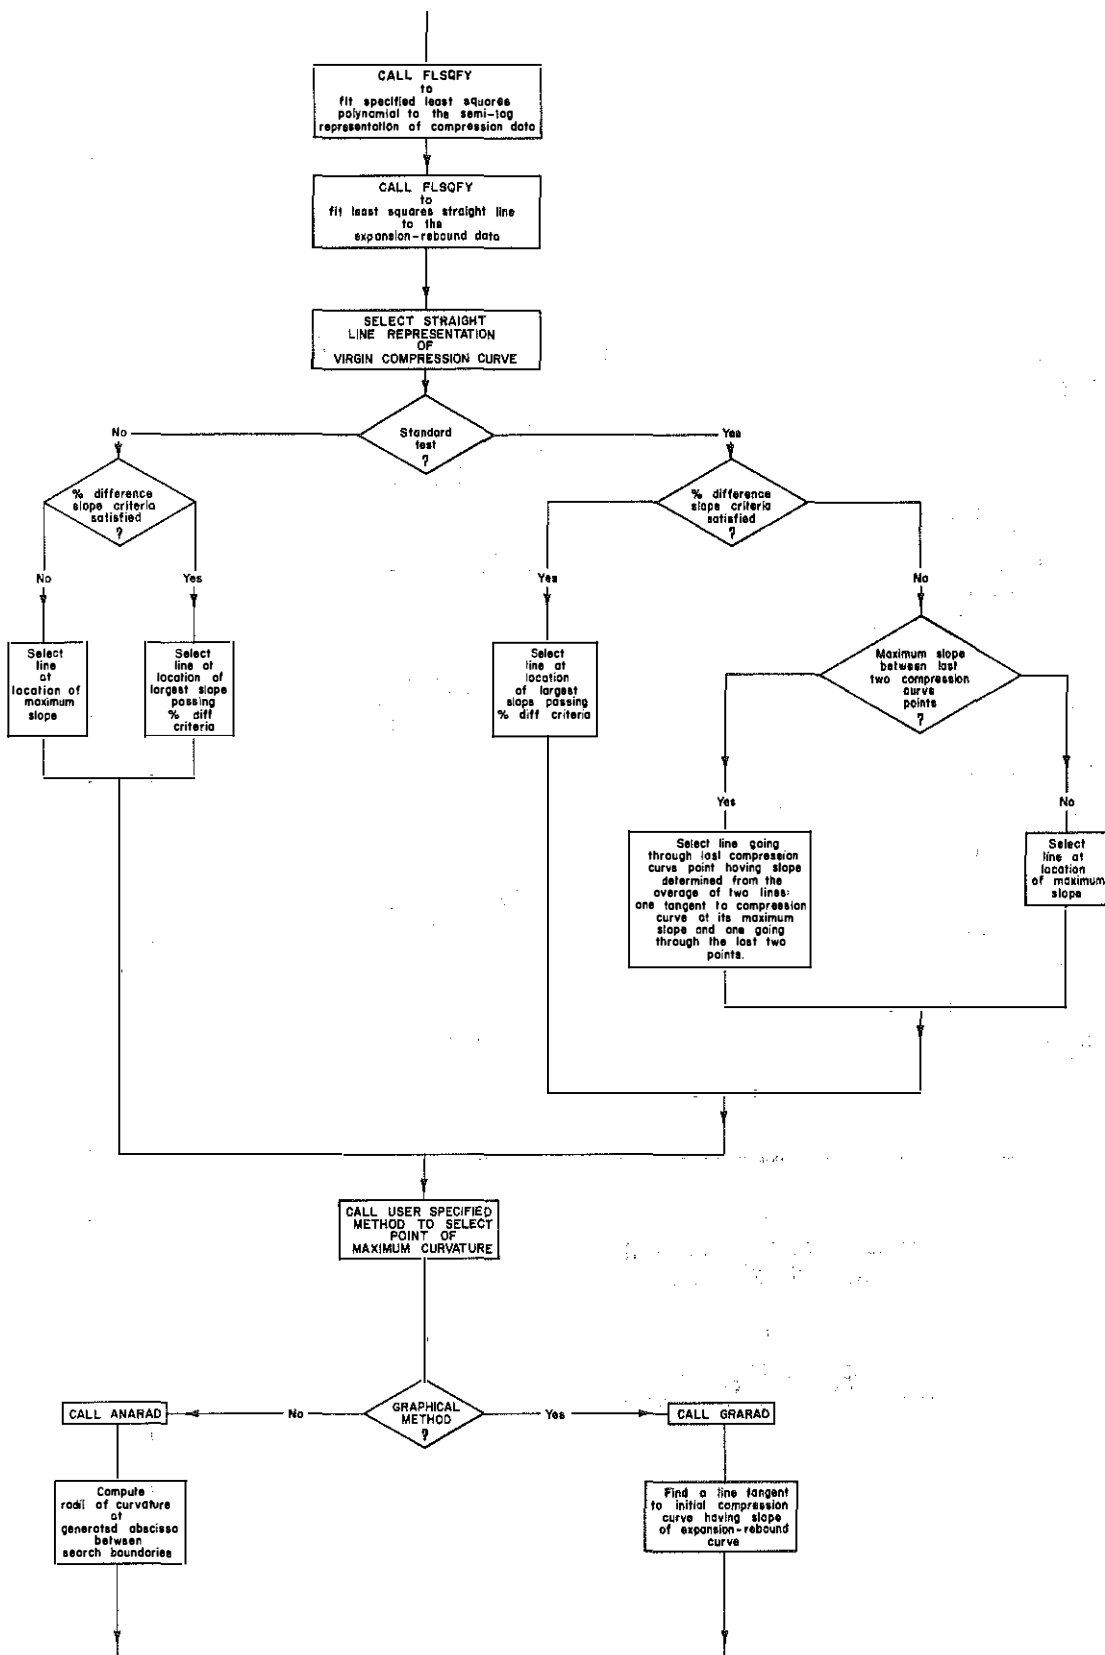 CALL FLSQFY
to
fit specified least squares
polynamial to the semi-log
representation of compression data
CALL FLSQFY
to
fit least squares straight line
to the
expansion-rebound data
SELECT STRAIGHT
LINE REPRESENTATION
OF
VIRGIN COMPRESSION CURVE
Standard
test
?
No
Yes
% difference
slope criteria
satisfied
?
% difference
slope criteria
satisfied
?
No
Yes
Yes
No
Select
line
at
location of
maximum
slope
Select
line at
location of
largest slope
passing
% diff
criteria
Select
line at
location
of largest
slope passing
% diff criteria
Maximum slope
between last
two compression
curve
points
?
Yes
No
Select line going
through last compression
curve point having slope
determined from the
average of two lines:
one tangent to compression
curve at its maximum
slope and one going
through the last two
points.
Select
line at
location
of maximum
slope
CALL USER SPECIFIED
METHOD TO SELECT
POINT OF
MAXIMUM CURVATURE
GRAPHICAL
METHOD
?
No
Yes
CALL ANARAD
CALL GRARAD
Compute
radii of curvature
at
generated abscissa
between
search boundaries
Find a line tangent
to initial compression
curve having slope
of expansion-rebound
curve